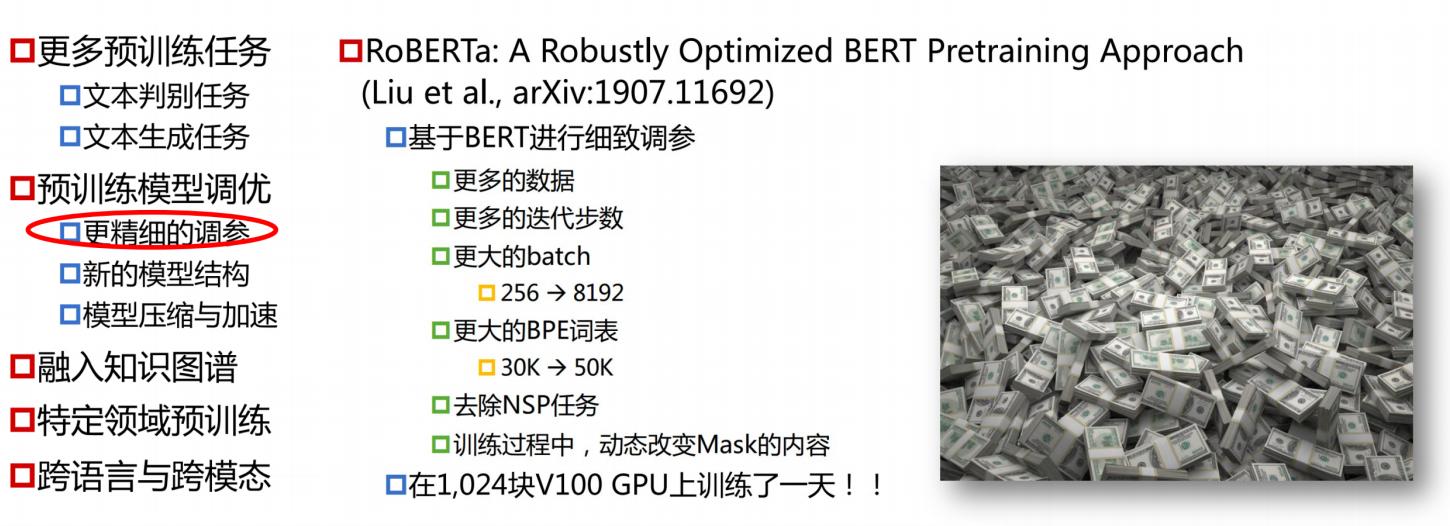 更多预训练任务
文本判别任务
文本生成任务
预训练模型调优
更精细的调参
新的模型结构
模型压缩与加速
融入知识图谱
特定领域预训练
跨语言与跨模态
RoBERTa: A Robustly Optimized BERT Pretraining Approach
(Liu et al., arXiv:1907.11692)
基于BERT进行细致调参
更多的数据
更多的迭代步数
更大的batch
256 → 8192
更大的BPE词表
30K → 50K
去除NSP任务
训练过程中，动态改变Mask的内容
在1,024块V100 GPU上训练了一天！！